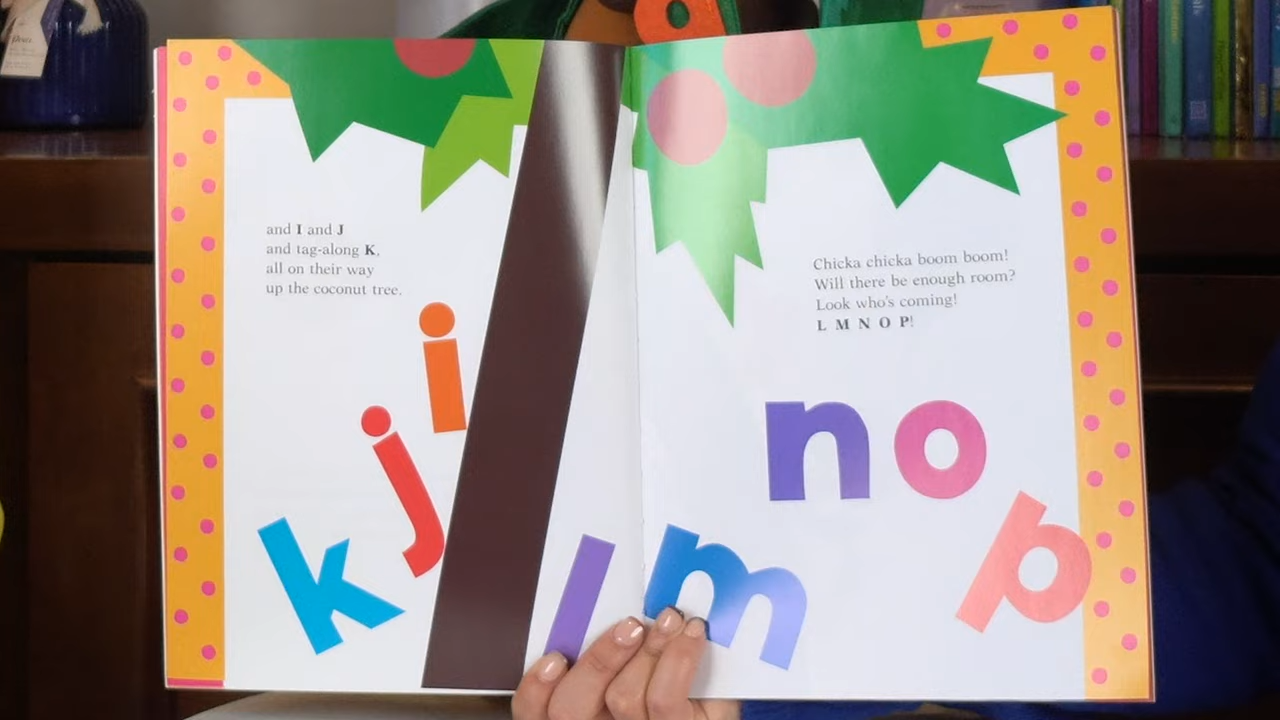 and I and J
and tag-along K,
all on their way
up the coconut tree.
i
j
k
Chicka chicka boom boom!
Will there be enough room?
Look who's coming!
L M N O P!
n o
l m p